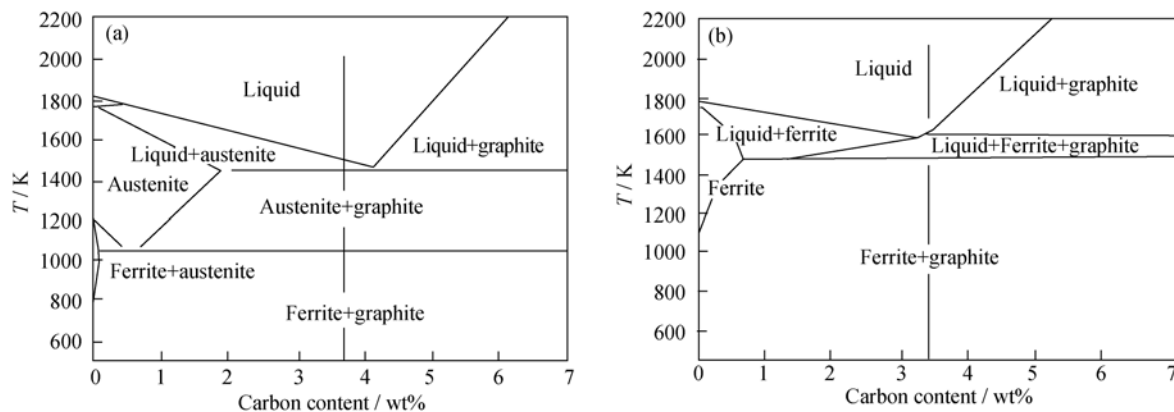 (a)
2200
2000
1800
1600
1400
1200
1000
800
600
T / K
Liquid
Liquid+austenite
Liquid+graphite
Austenite
Austenite+graphite
Ferrite+austenite
Ferrite+graphite
0 1 2 3 4 5 6 7
Carbon content / wt%
(b)
2200
2000
1800
1600
1400
1200
1000
800
600
T / K
Liquid
Liquid+graphite
Liquid+ferrite
Liquid+Ferrite+graphite
Ferrite
Ferrite+graphite
0 1 2 3 4 5 6 7
Carbon content / wt%